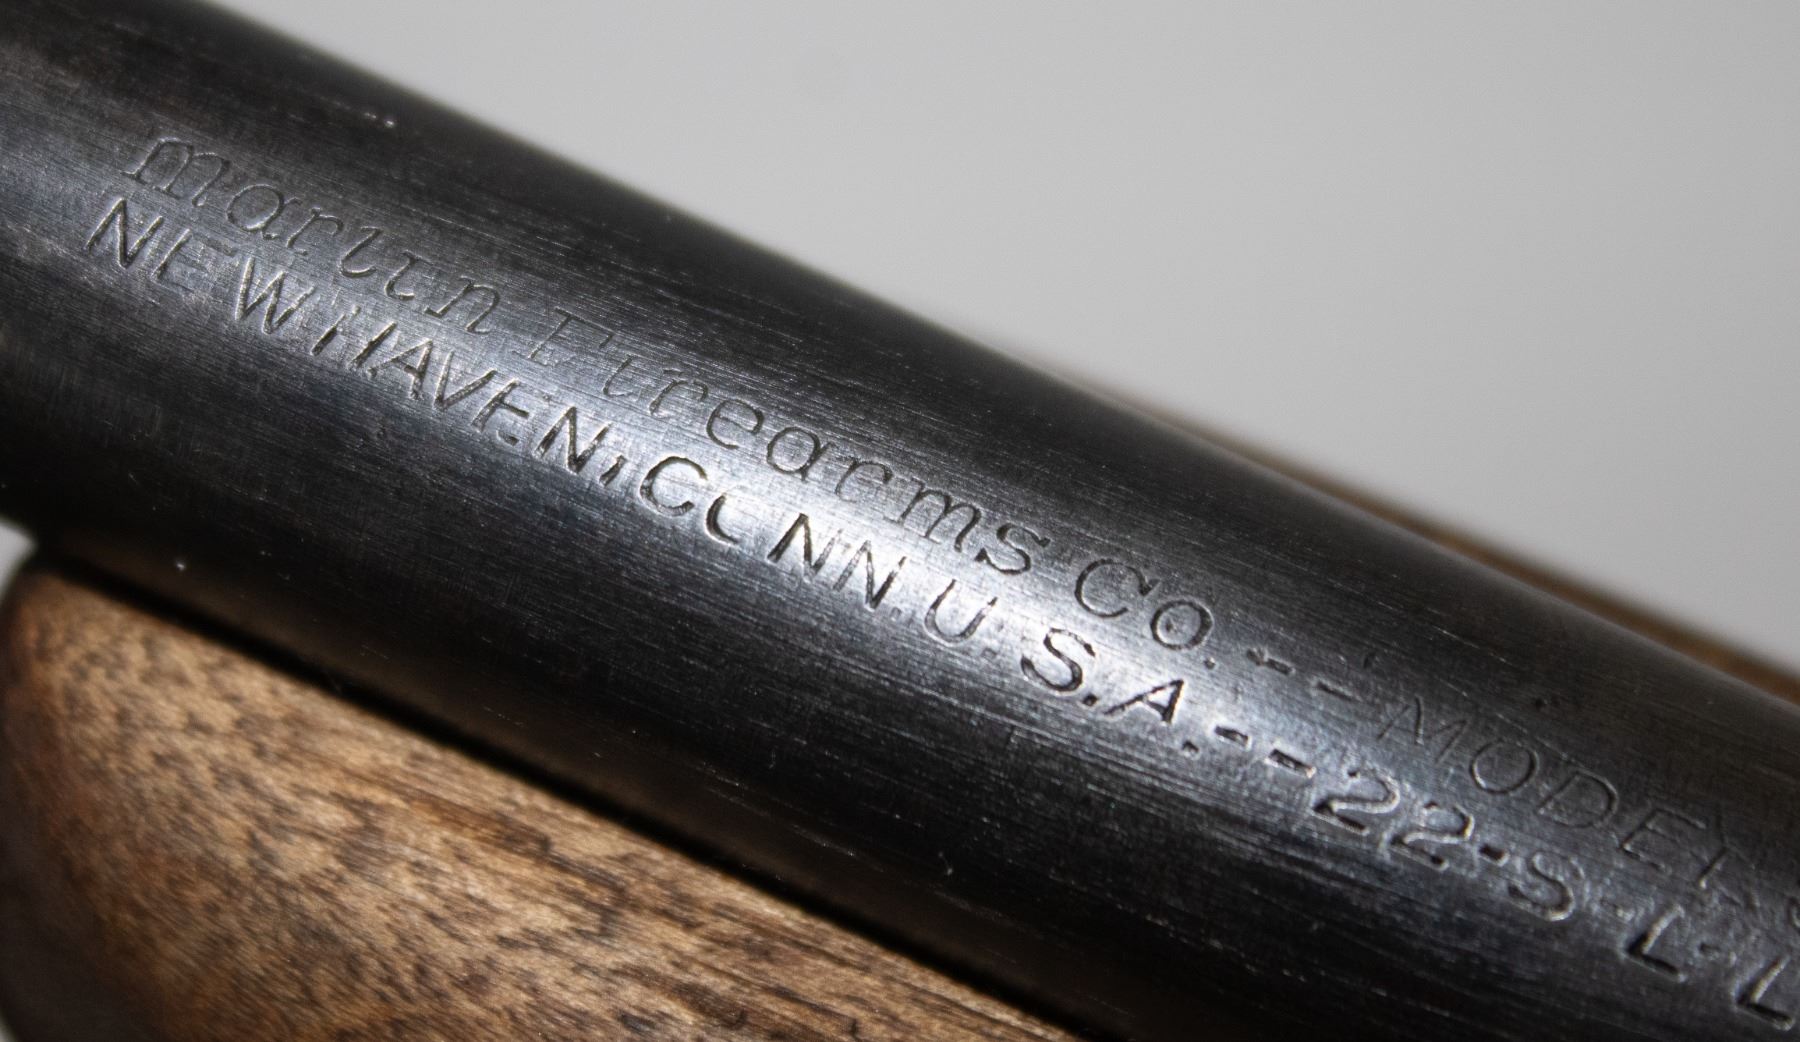 Marlin Firearms Co.--MODEL
NEW HAVEN, CONN. U.S.A.--22-S-L-L